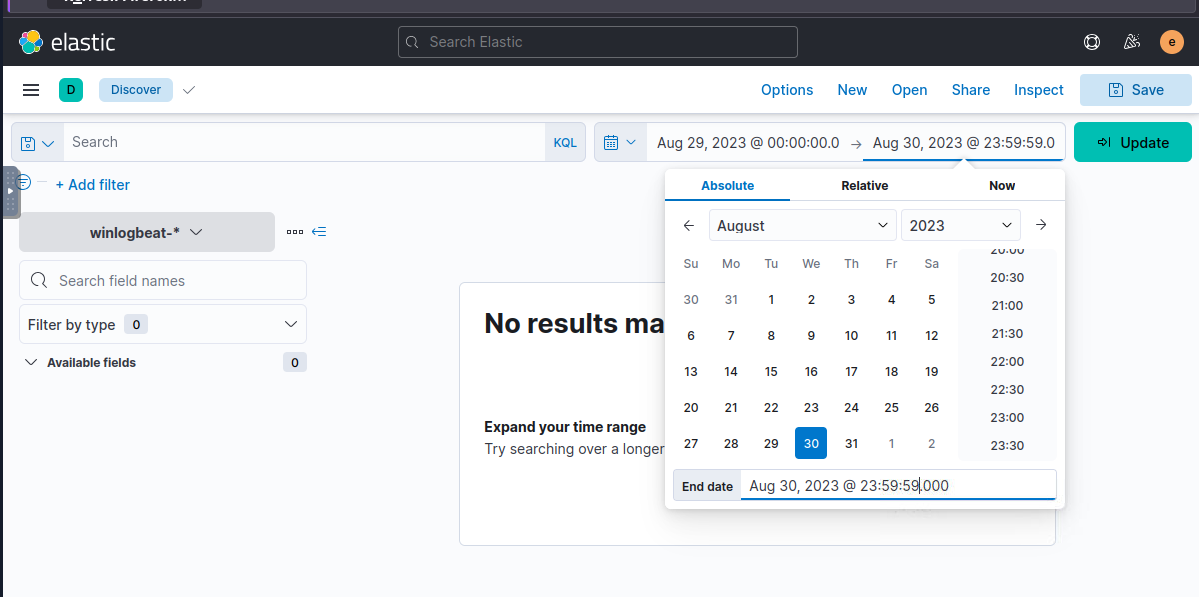 elastic
Search Elastic
e
D
Discover
Options
New
Open
Share
Inspect
Save
Search
KQL
Aug 29, 2023 @ 00:00:00.0
→
Aug 30, 2023 @ 23:59:59.0
Update
+ Add filter
winlogbeat-*
Search field names
Filter by type 0
Available fields 0
No results ma
Expand your time range
Try searching over a longer
Absolute Relative Now
August 2023
Su Mo Tu We Th Fr Sa
30 31 1 2 3 4 5
6 7 8 9 10 11 12
13 14 15 16 17 18 19
20 21 22 23 24 25 26
27 28 29 30 31 1 2
20:00
20:30
21:00
21:30
22:00
22:30
23:00
23:30
End date Aug 30, 2023 @ 23:59:59.000